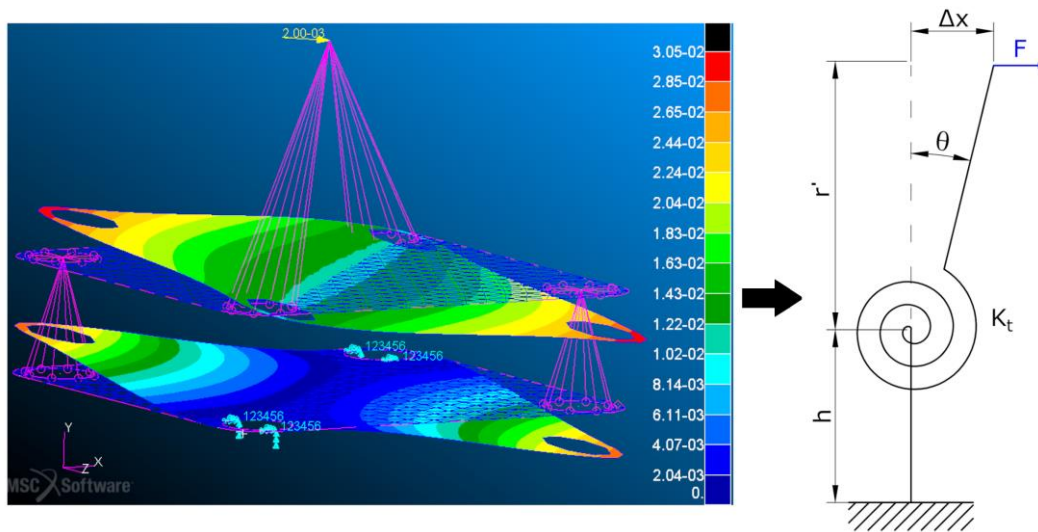 2.00-03
3.05-02
2.85-02
2.65-02
2.44-02
2.24-02
2.04-02
1.83-02
1.63-02
1.43-02
1.22-02
1.02-02
8.14-03
6.11-03
4.07-03
2.04-03
0.
123456
123456
123456
123456
Y
X
Z
MSC Software
Δx
F
θ
r'
Kt
h